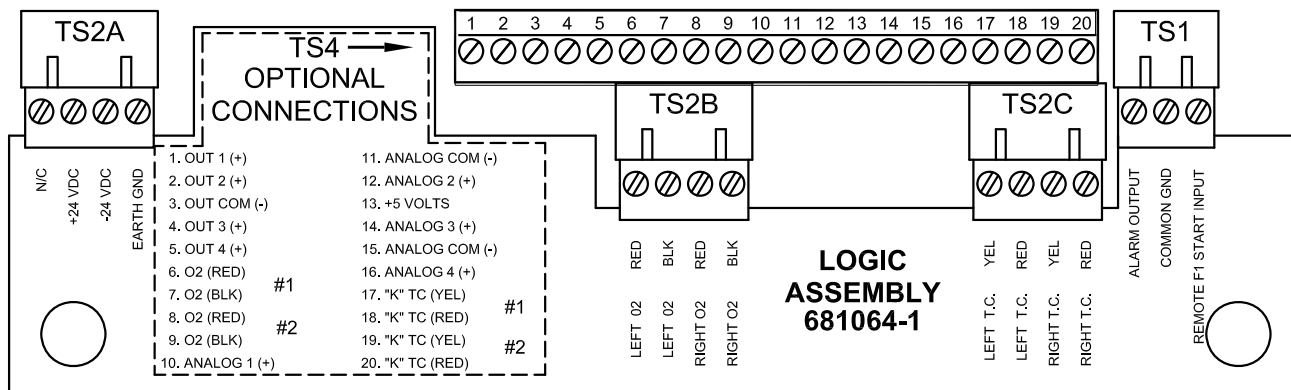 TS2A
TS4
OPTIONAL
CONNECTIONS
1 2 3 4 5 6 7 8 9 10 11 12 13 14 15 16 17 18 19 20
TS1
TS2B
TS2C
N/C
+24 VDC
-24 VDC
EARTH GND
1. OUT 1 (+)
2. OUT 2 (+)
3. OUT COM (-)
4. OUT 3 (+)
5. OUT 4 (+)
6. O2 (RED)
7. O2 (BLK)
#1
8. O2 (RED)
9. O2 (BLK)
#2
10. ANALOG 1 (+)
11. ANALOG COM (-)
12. ANALOG 2 (+)
13. +5 VOLTS
14. ANALOG 3 (+)
15. ANALOG COM (-)
16. ANALOG 4 (+)
17. "K" TC (YEL)
18. "K" TC (RED)
#1
19. "K" TC (YEL)
20. "K" TC (RED)
#2
LEFT 02 RED
LEFT 02 BLK
RIGHT O2 RED
RIGHT O2 BLK
LOGIC
ASSEMBLY
681064-1
LEFT T.C. YEL
LEFT T.C. RED
RIGHT T.C. YEL
RIGHT T.C. RED
ALARM OUTPUT
COMMON GND
REMOTE F1 START INPUT